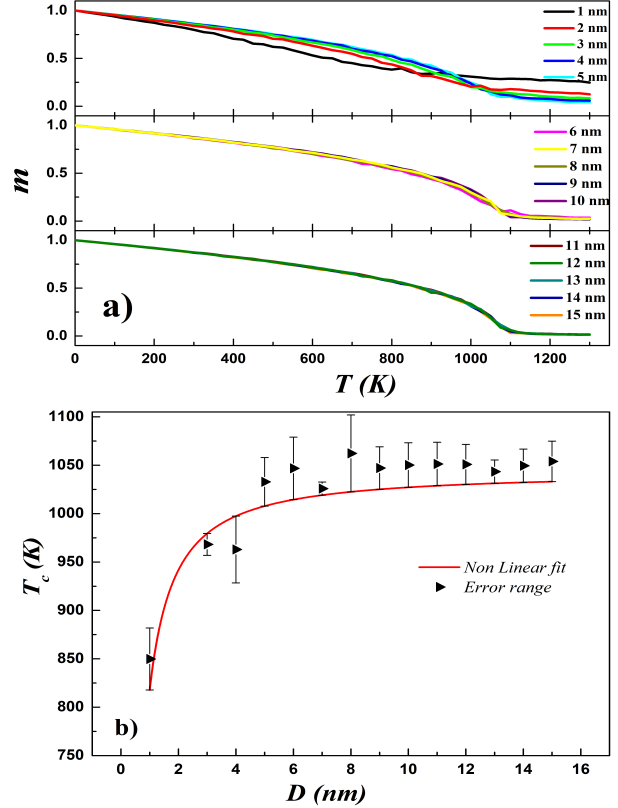 1.0
0.5
0.0
1 nm
2 nm
3 nm
4 nm
5 nm
1.0
0.5
0.0
6 nm
7 nm
8 nm
9 nm
10 nm
m
1.0
0.5
0.0
11 nm
12 nm
13 nm
14 nm
15 nm
a)
0 200 400 600 800 1000 1200
T (K)
1100
1050
1000
950
900
850
800
750
T_c (K)
Non Linear fit
Error range
b)
0 2 4 6 8 10 12 14 16
D (nm)